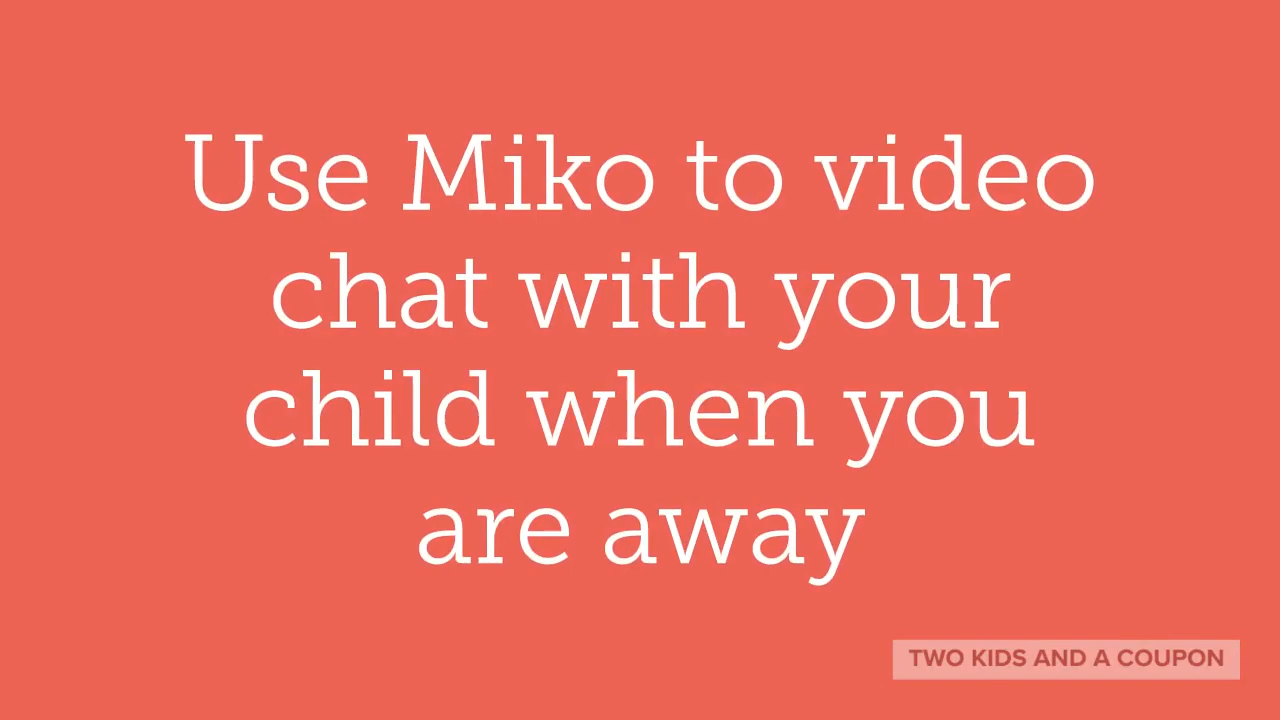 Use Miko to video
chat with your
child when you
are away
TWO KIDS AND A COUPON